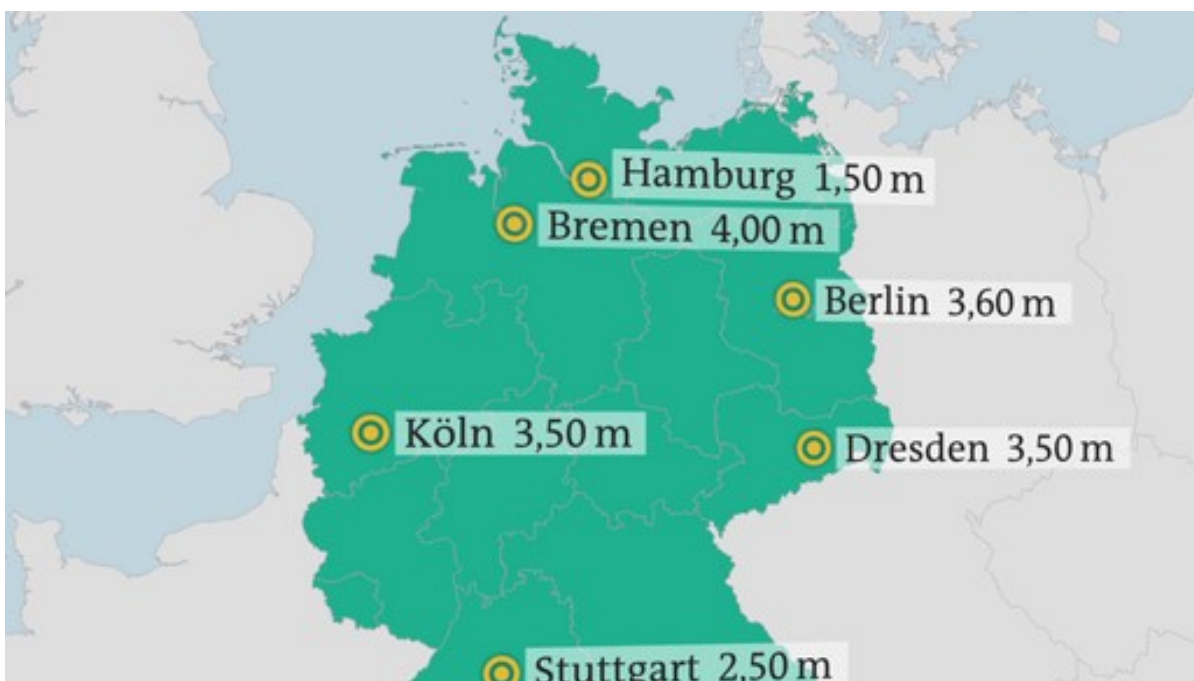 Hamburg 1,50 m
Bremen 4,00 m
Berlin 3,60 m
Köln 3,50 m
Dresden 3,50 m
Stuttgart 2,50 m